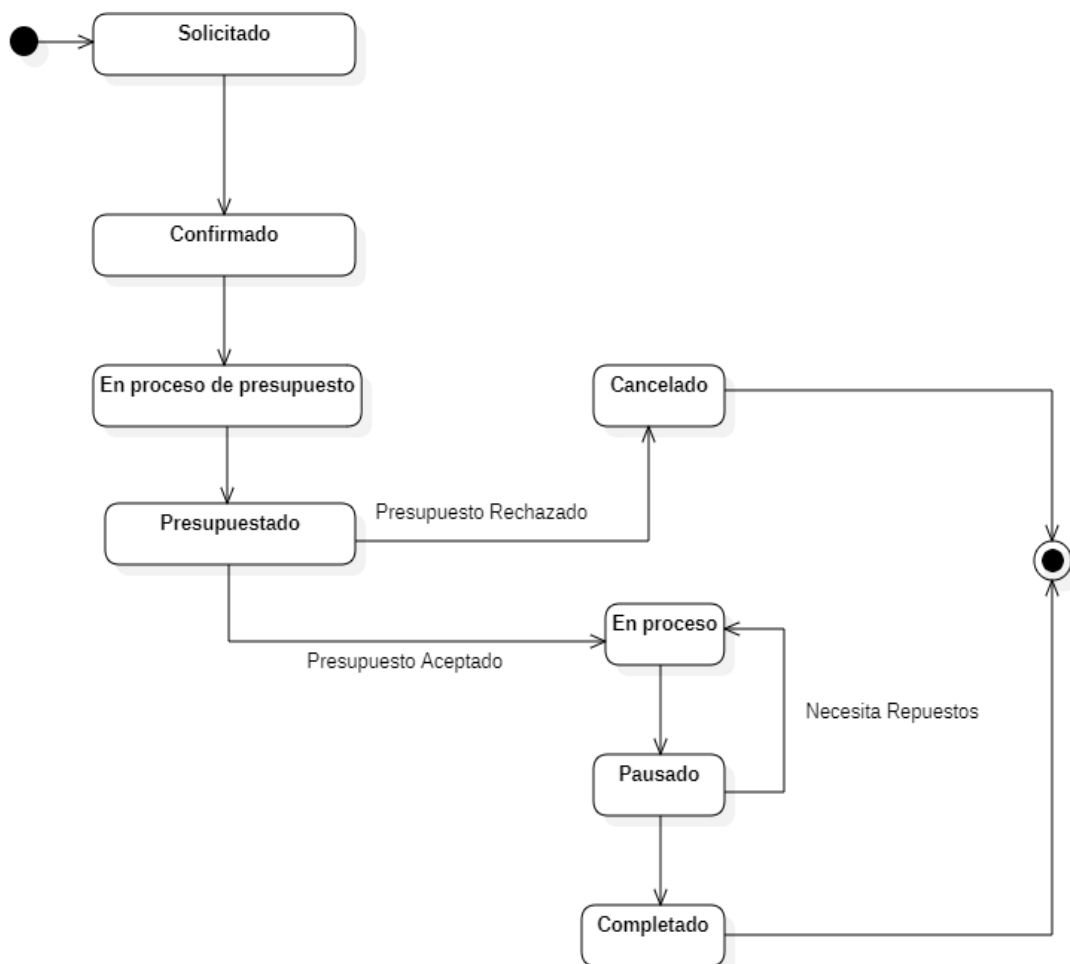 Solicitado
Confirmado
En proceso de presupuesto
Cancelado
Presupuestado
Presupuesto Rechazado
En proceso
Presupuesto Aceptado
Necesita Repuestos
Pausado
Completado